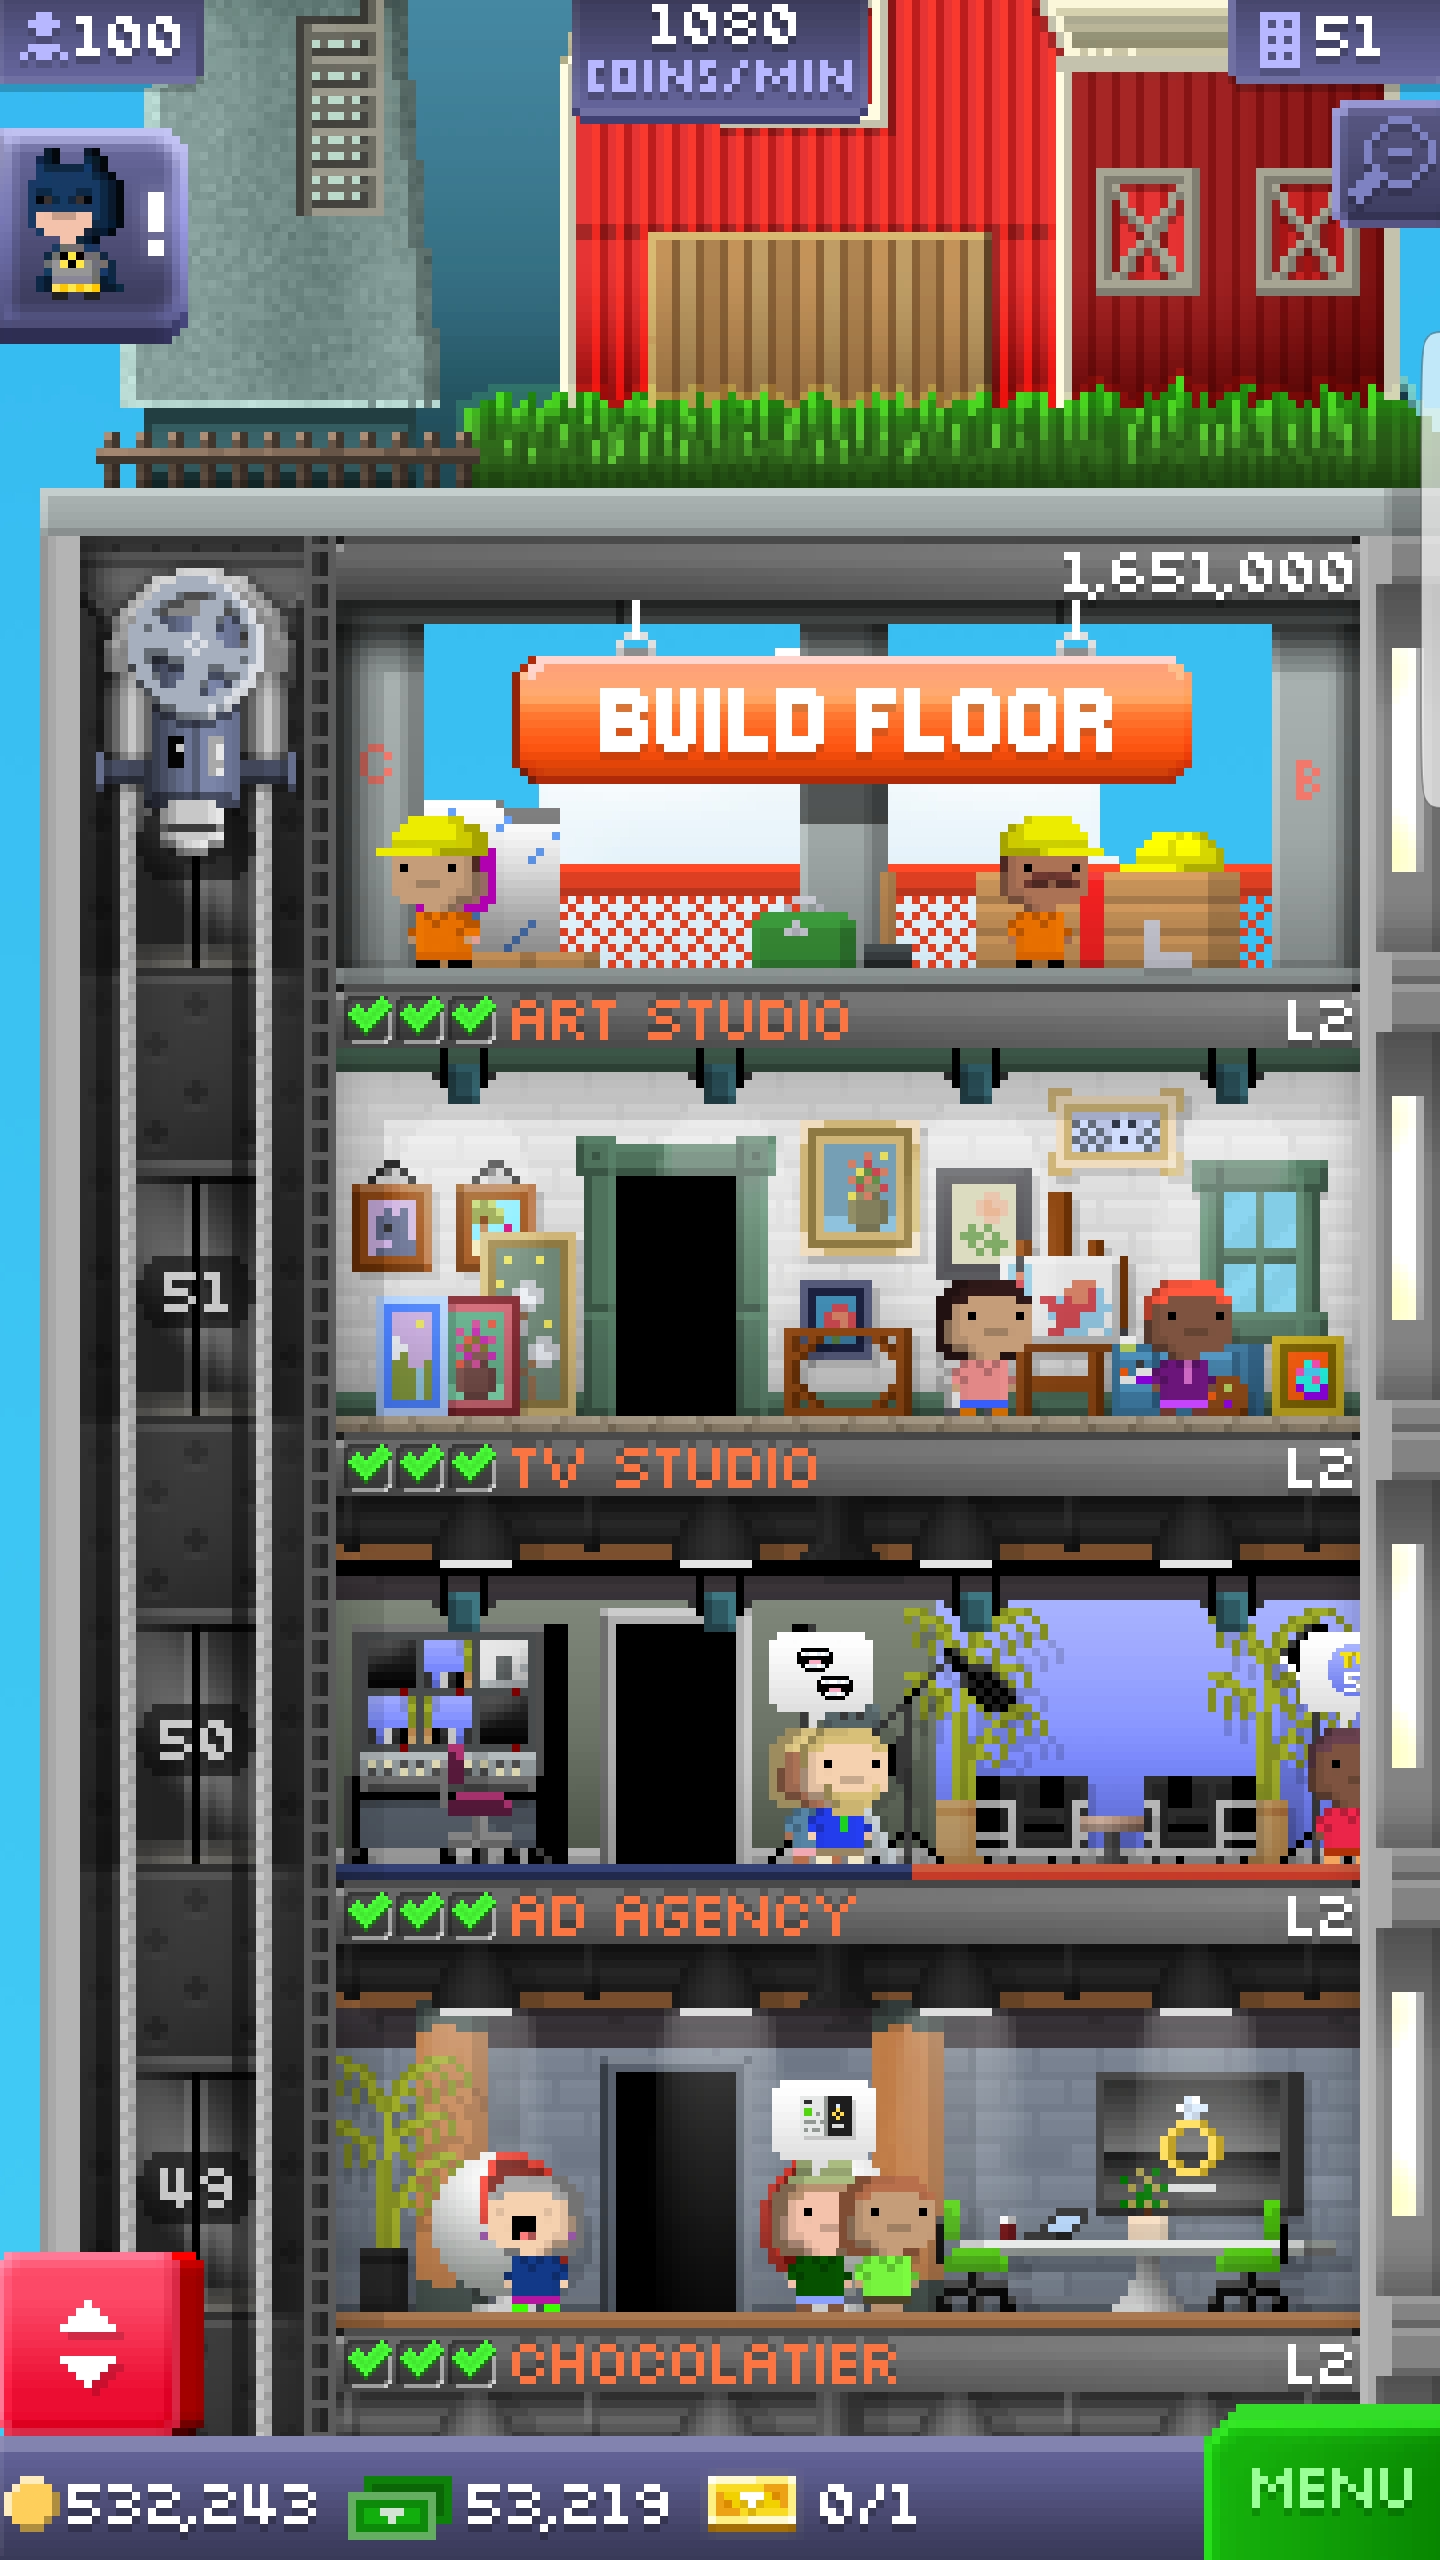 100
1080
COINS/MIN
51
!
1,651,000
BUILD FLOOR
C
B
ART STUDIO L2
51
TV STUDIO L2
50
AD AGENCY L2
49
CHOCOLATIER L2
532,243 53,219 0/1
MENU